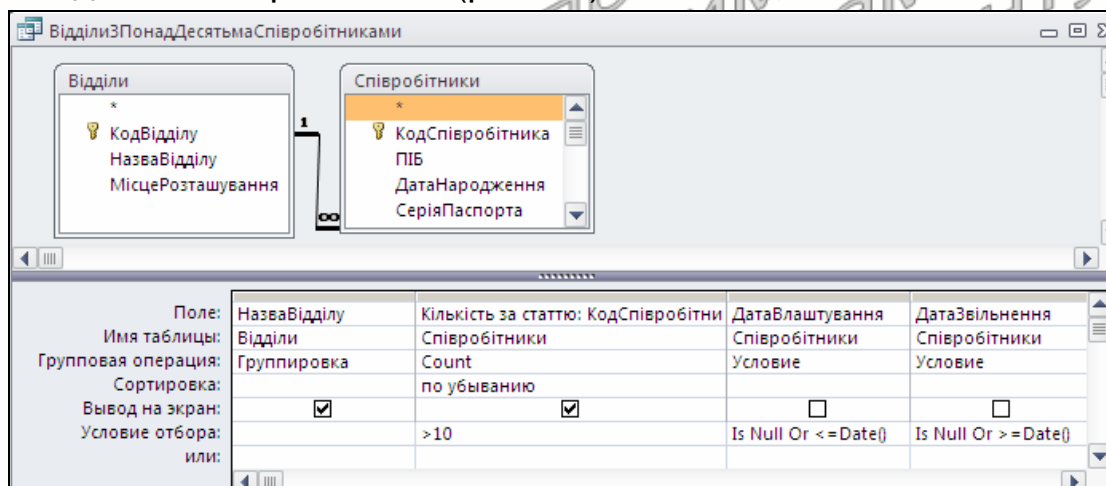 ВідділиЗПонадДесятьмаСпівробітниками
Відділи
*
КодВідділу
НазваВідділу
МісцеРозташування
1
∞
Співробітники
*
КодСпівробітника
ПІБ
ДатаНародження
СеріяПаспорта
Поле: НазваВідділу Кількість за статтю: КодСпівробітни ДатаВлаштування ДатаЗвільнення
Имя таблицы: Відділи Співробітники Співробітники Співробітники
Групповая операция: Группировка Count Условие Условие
Сортировка: по убыванию
Вывод на экран:
Условие отбора: >10 Is Null Or <=Date() Is Null Or >=Date()
или: